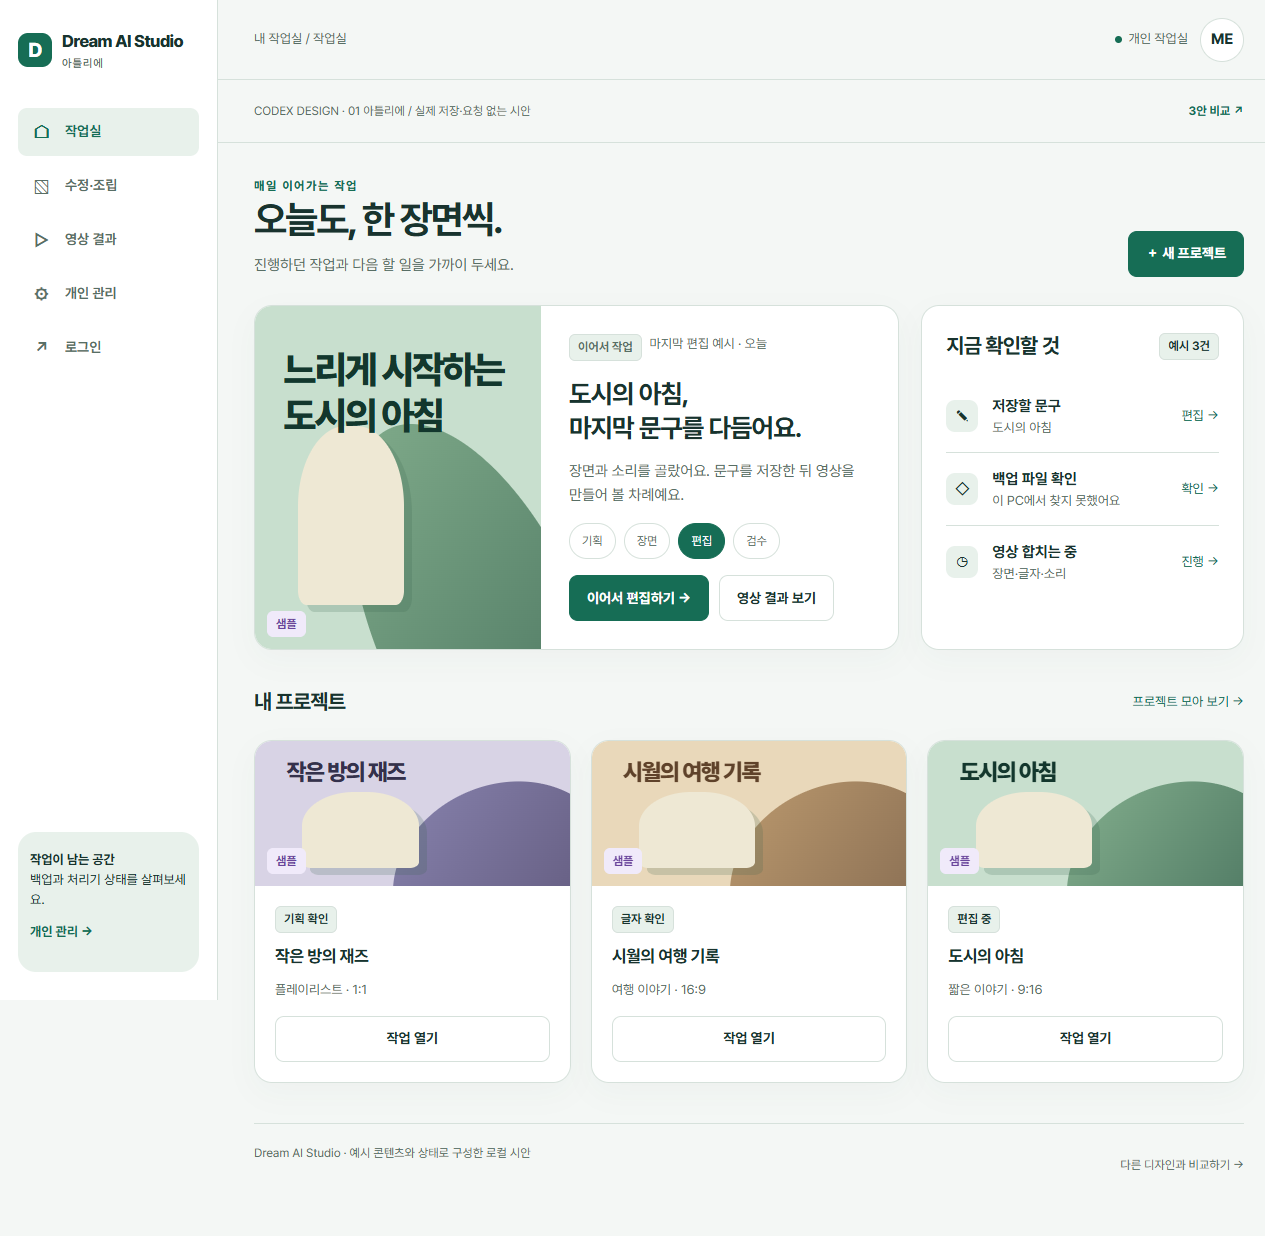 D
Dream AI Studio
아틀리에
작업실
수정·조립
영상 결과
개인 관리
로그인
작업이 남는 공간
백업과 처리기 상태를 살펴보세
요.
개인 관리 →
내 작업실 / 작업실
개인 작업실
ME
CODEX DESIGN · 01 아틀리에 / 실제 저장·요청 없는 시안
3안 비교 ↗
매일 이어가는 작업
오늘도, 한 장면씩.
진행하던 작업과 다음 할 일을 가까이 두세요.
+ 새 프로젝트
느리게 시작하는
도시의 아침
샘플
이어서 작업
마지막 편집 예시 · 오늘
도시의 아침,
마지막 문구를 다듬어요.
장면과 소리를 골랐어요. 문구를 저장한 뒤 영상을
만들어 볼 차례예요.
기획
장면
편집
검수
이어서 편집하기 →
영상 결과 보기
지금 확인할 것
예시 3건
저장할 문구
도시의 아침
편집 →
백업 파일 확인
이 PC에서 찾지 못했어요
확인 →
영상 합치는 중
장면·글자·소리
진행 →
내 프로젝트
프로젝트 모아 보기 →
작은 방의 재즈
샘플
기획 확인
작은 방의 재즈
플레이리스트 · 1:1
작업 열기
시월의 여행 기록
샘플
글자 확인
시월의 여행 기록
여행 이야기 · 16:9
작업 열기
도시의 아침
샘플
편집 중
도시의 아침
짧은 이야기 · 9:16
작업 열기
Dream AI Studio · 예시 콘텐츠와 상태로 구성한 로컬 시안
다른 디자인과 비교하기 →